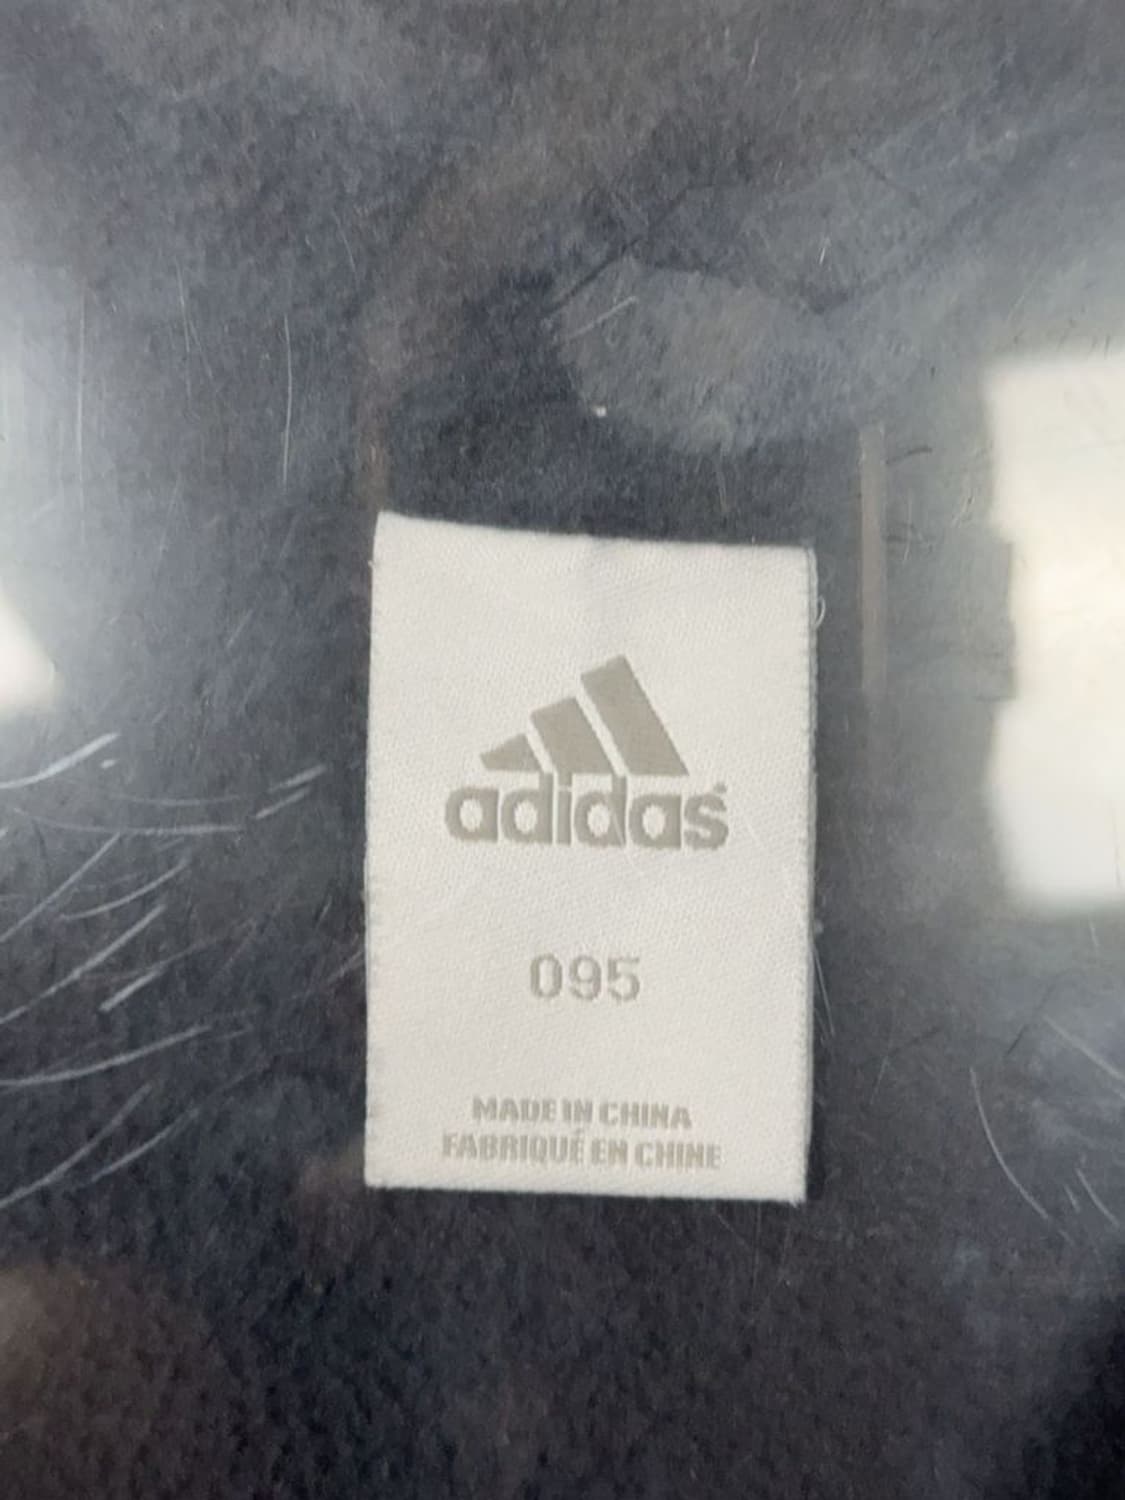 adidas
095
MADE IN CHINA
FABRIQUÉ EN CHINE